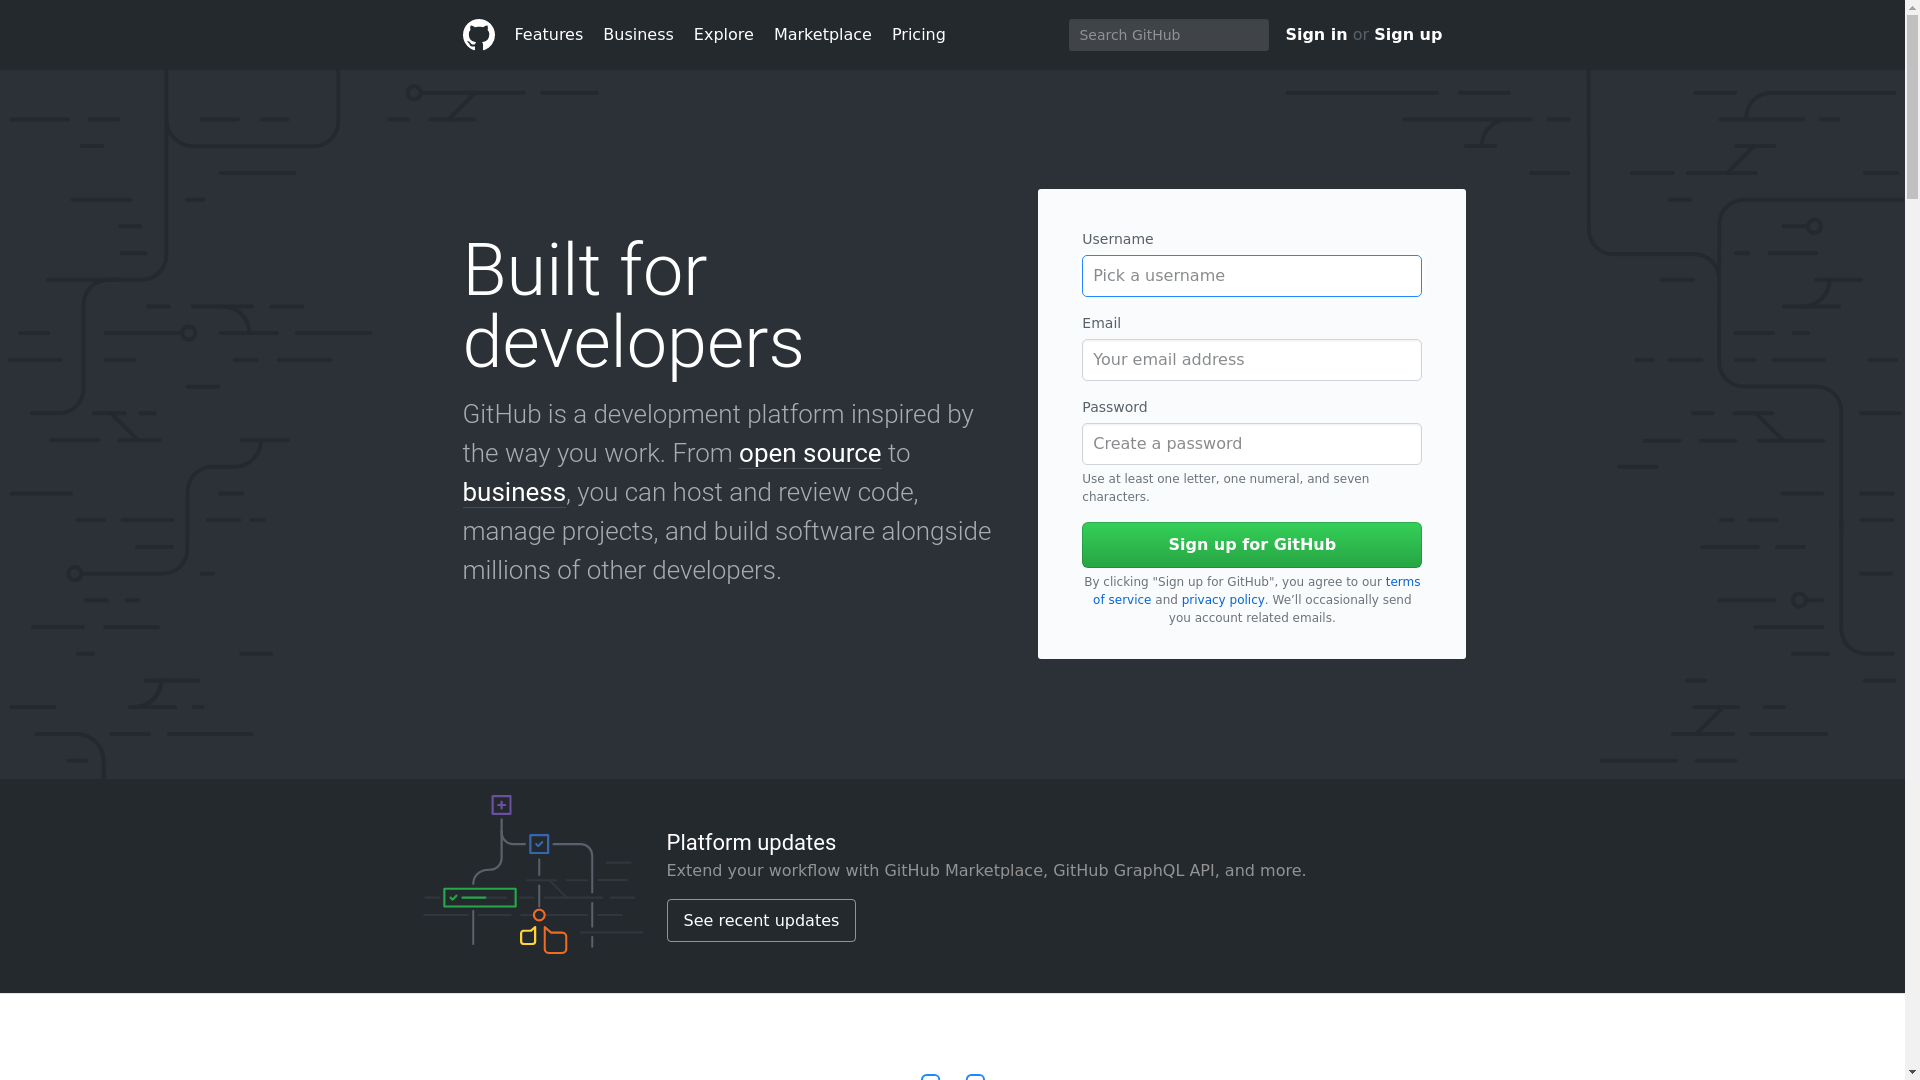 Features Business Explore Marketplace Pricing Search GitHub Sign in or Sign up
Built for
developers
GitHub is a development platform inspired by
the way you work. From open source to
business, you can host and review code,
manage projects, and build software alongside
millions of other developers.
Username
Pick a username
Email
Your email address
Password
Create a password
Use at least one letter, one numeral, and seven
characters.
Sign up for GitHub
By clicking "Sign up for GitHub", you agree to our terms
of service and privacy policy. We’ll occasionally send
you account related emails.
Platform updates
Extend your workflow with GitHub Marketplace, GitHub GraphQL API, and more.
See recent updates